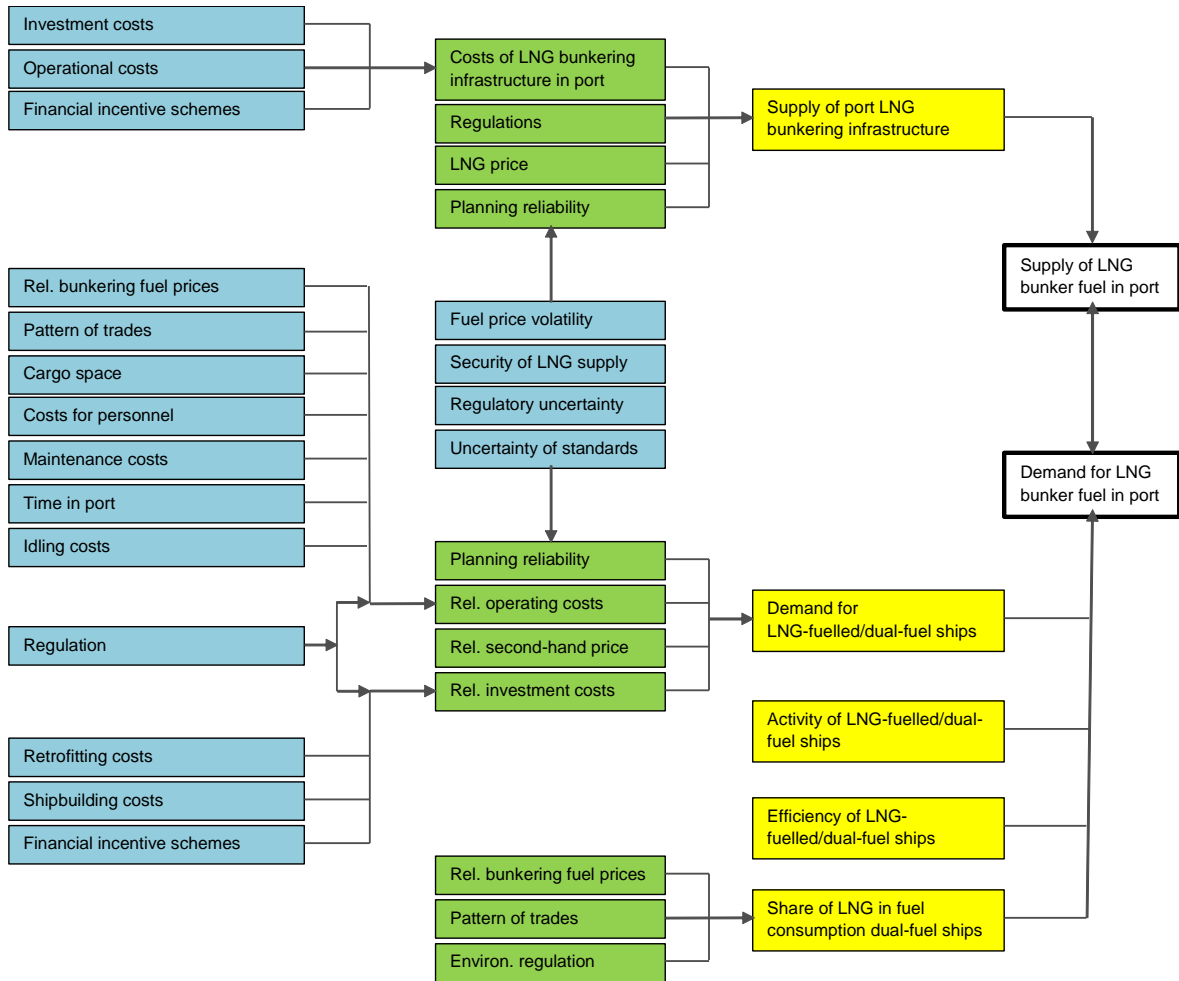 Investment costs
Operational costs
Financial incentive schemes
Costs of LNG bunkering
infrastructure in port
Regulations
LNG price
Planning reliability
Supply of port LNG
bunkering infrastructure
Supply of LNG
bunker fuel in port
Rel. bunkering fuel prices
Pattern of trades
Cargo space
Costs for personnel
Maintenance costs
Time in port
Idling costs
Fuel price volatility
Security of LNG supply
Regulatory uncertainty
Uncertainty of standards
Demand for LNG
bunker fuel in port
Regulation
Planning reliability
Rel. operating costs
Rel. second-hand price
Rel. investment costs
Demand for
LNG-fuelled/dual-fuel ships
Activity of LNG-fuelled/dual-
fuel ships
Retrofitting costs
Shipbuilding costs
Financial incentive schemes
Efficiency of LNG-
fuelled/dual-fuel ships
Rel. bunkering fuel prices
Pattern of trades
Environ. regulation
Share of LNG in fuel
consumption dual-fuel ships